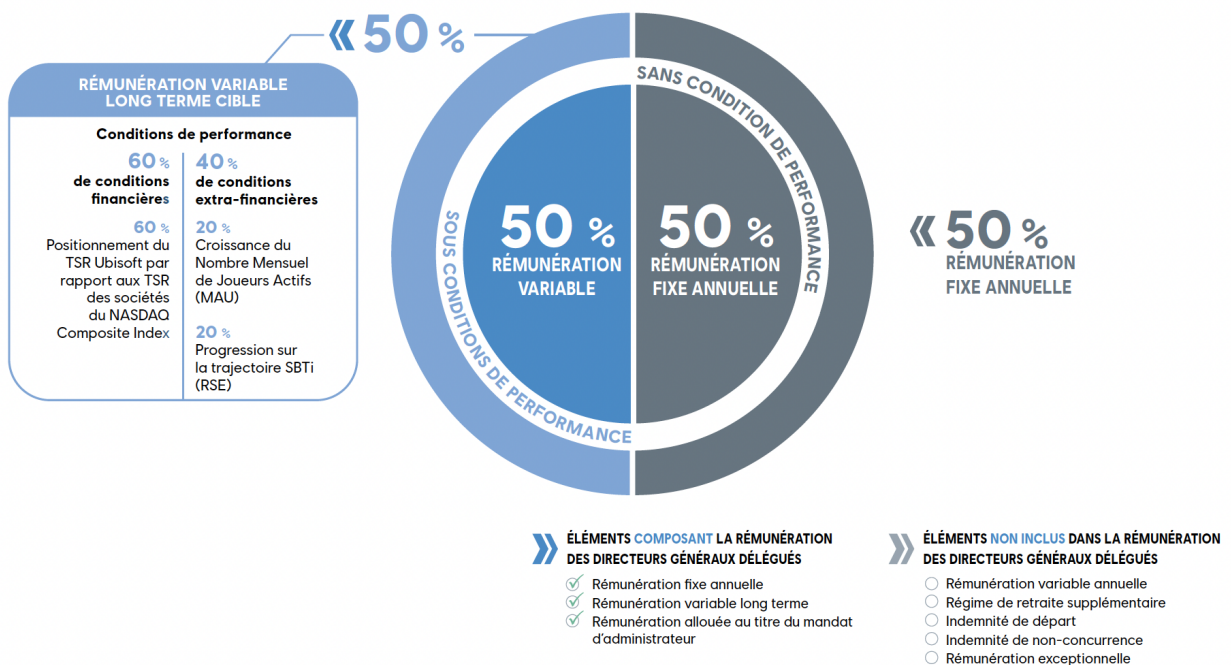 50 %
RÉMUNÉRATION VARIABLE
LONG TERME CIBLE
Conditions de performance
60 %
de conditions
financières
60 %
Positionnement du
TSR Ubisoft par
rapport aux TSR
des sociétés
du NASDAQ
Composite Index
40 %
de conditions
extra-financières
20 %
Croissance du
Nombre Mensuel
de Joueurs Actifs
(MAU)
20 %
Progression sur
la trajectoire SBTi
(RSE)
SOUS CONDITIONS DE PERFORMANCE
50 %
RÉMUNÉRATION
VARIABLE
SANS CONDITION DE PERFORMANCE
50 %
RÉMUNÉRATION
FIXE ANNUELLE
50 %
RÉMUNÉRATION
FIXE ANNUELLE
ÉLÉMENTS COMPOSANT LA RÉMUNÉRATION
DES DIRECTEURS GÉNÉRAUX DÉLÉGUÉS
Rémunération fixe annuelle
Rémunération variable long terme
Rémunération allouée au titre du mandat
d’administrateur
ÉLÉMENTS NON INCLUS DANS LA RÉMUNÉRATION
DES DIRECTEURS GÉNÉRAUX DÉLÉGUÉS
Rémunération variable annuelle
Régime de retraite supplémentaire
Indemnité de départ
Indemnité de non-concurrence
Rémunération exceptionnelle